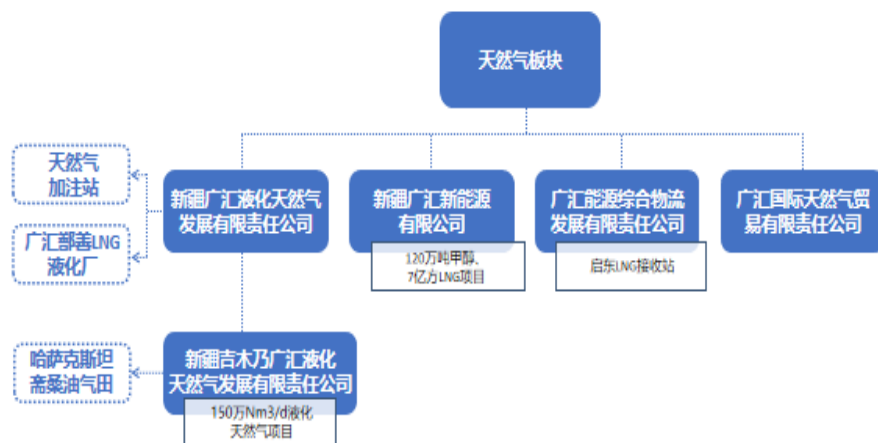 天然气板块
天然气
加注站
新疆广汇液化天然气
发展有限责任公司
新疆广汇新能源
有限公司
广汇能源综合物流
发展有限责任公司
广汇国际天然气贸
易有限责任公司
广汇鄯善LNG
液化厂
120万吨甲醇、
7亿方LNG项目
启东LNG接收站
哈萨克斯坦
斋桑油气田
新疆吉木乃广汇液化
天然气发展有限责任公司
150万Nm3/d液化
天然气项目